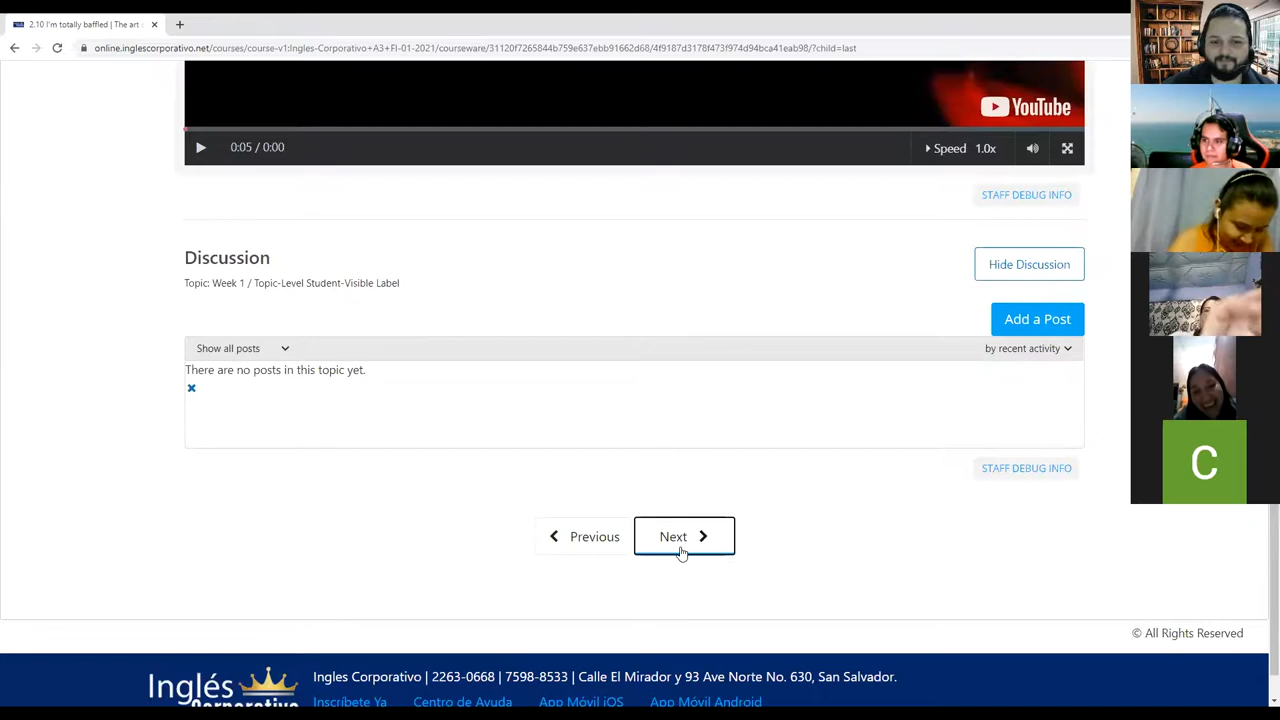 2.10 I'm totally baffled | The art
online.inglescorporativo.net/courses/course-v1:Ingles-Corporativo+A3+FI-01-2021/courseware/31120f7265844b759e637ebb91662d68/4f9187d3178f473f974d94bca41eab98/?child=last
YouTube
0:05 / 0:00
Speed 1.0x
STAFF DEBUG INFO
Discussion
Hide Discussion
Topic: Week 1 / Topic-Level Student-Visible Label
Add a Post
Show all posts
by recent activity
There are no posts in this topic yet.
C
STAFF DEBUG INFO
Previous
Next
© All Rights Reserved
Inglés
Corporativo
Ingles Corporativo | 2263-0668 | 7598-8533 | Calle El Mirador y 93 Ave Norte No. 630, San Salvador.
Inscríbete Ya
Centro de Ayuda
App Móvil iOS
App Móvil Android